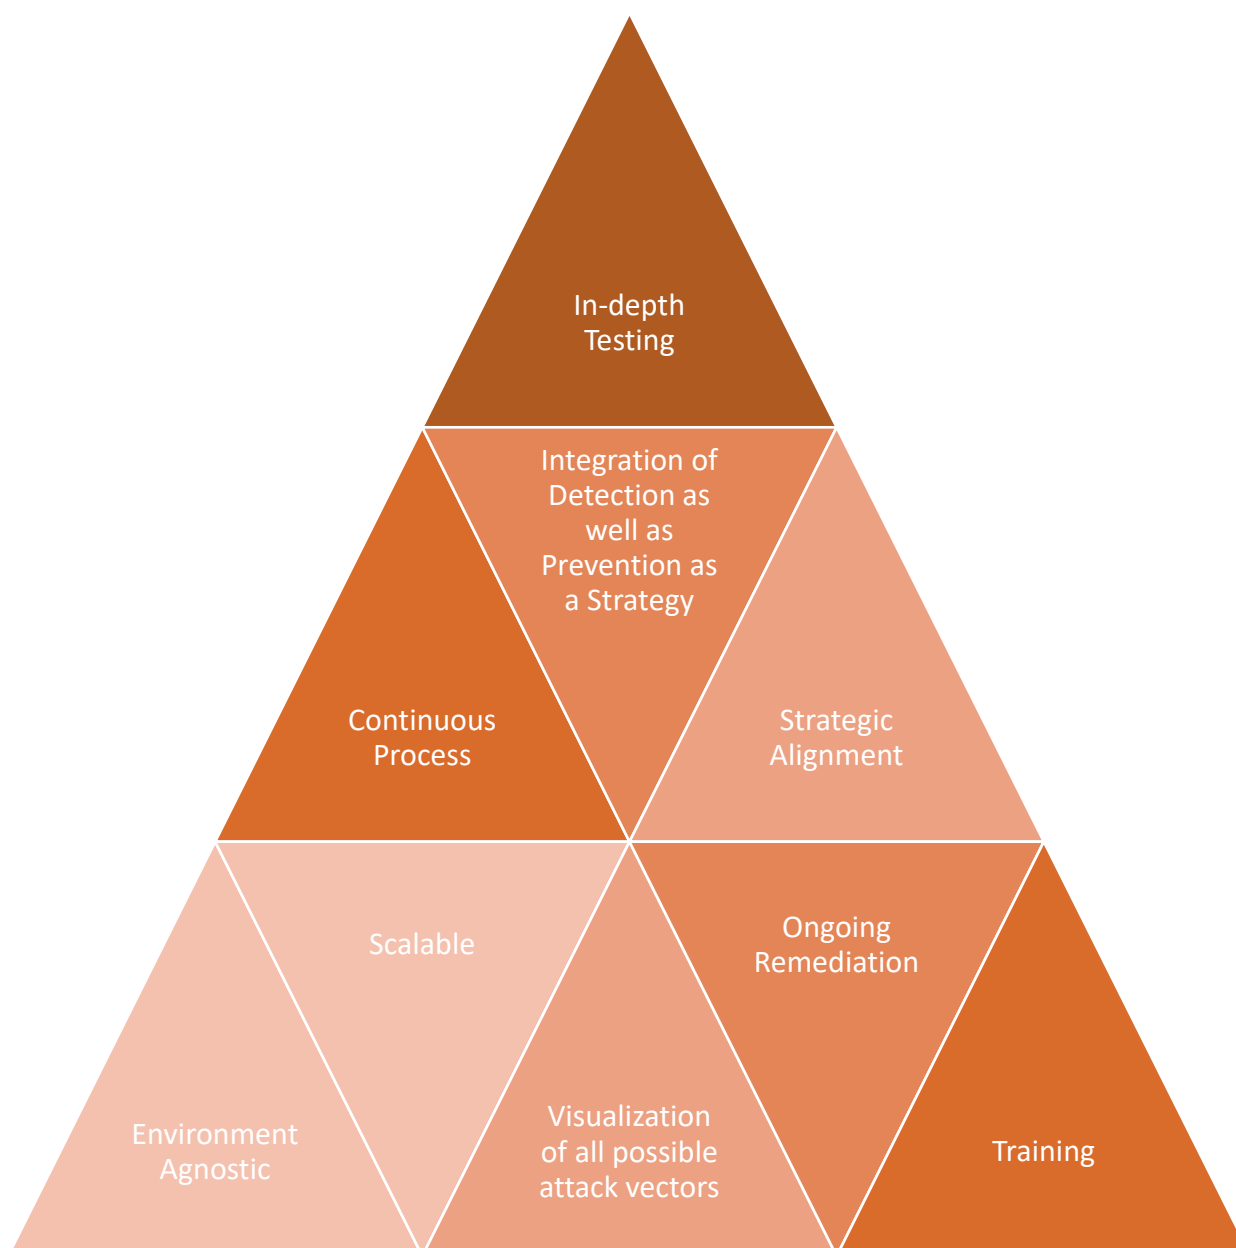 In-depth
Testing
Integration of
Detection as
well as
Prevention as
a Strategy
Continuous
Process
Strategic
Alignment
Scalable
Ongoing
Remediation
Environment
Agnostic
Visualization
of all possible
attack vectors
Training